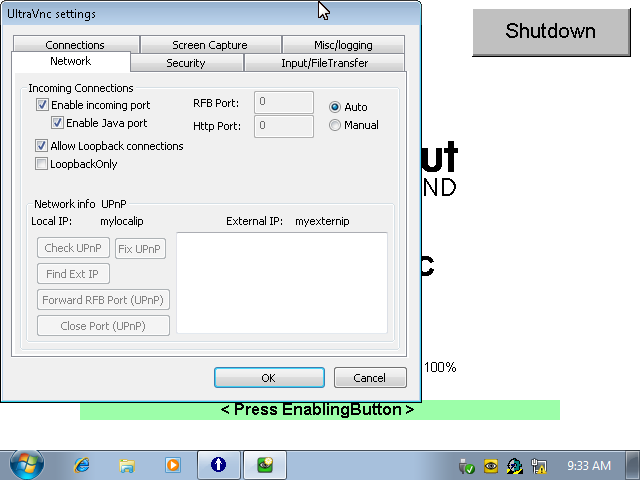 UltraVnc settings
Shutdown
Connections
Screen Capture
Misc/logging
Network
Security
Input/FileTransfer
Incoming Connections
Enable incoming port
RFB Port:
0
Auto
Enable Java port
Http Port:
0
Manual
Allow Loopback connections
LoopbackOnly
ut
ND
Network info UPnP
Local IP:
mylocalip
External IP:
myexternip
Check UPnP
Fix UPnP
Find Ext IP
Forward RFB Port (UPnP)
Close Port (UPnP)
c
100%
OK
Cancel
< Press EnablingButton >
9:33 AM